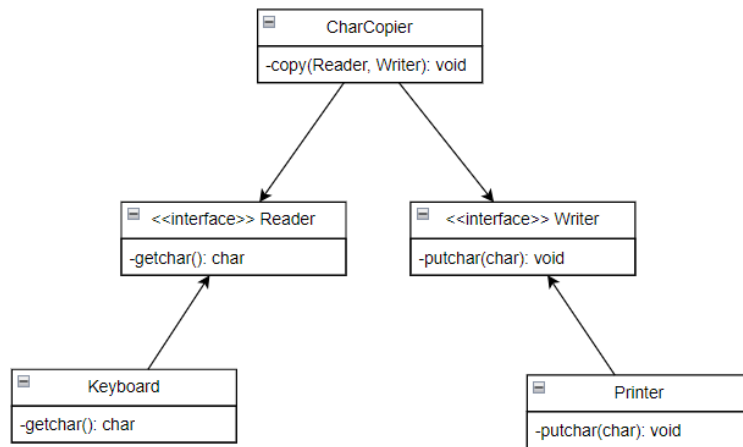 CharCopier
-copy(Reader, Writer): void
<<interface>> Reader
-getchar(): char
<<interface>> Writer
-putchar(char): void
Keyboard
-getchar(): char
Printer
-putchar(char): void